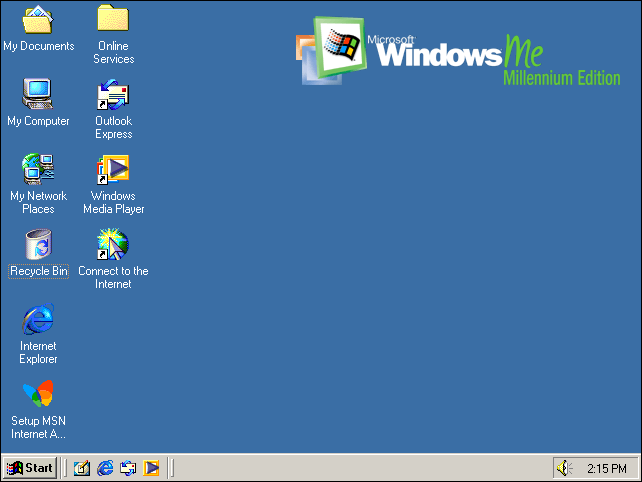 My Documents
Online
Services
Microsoft
Windows Me
Millennium Edition
My Computer
Outlook
Express
My Network
Places
Windows
Media Player
Recycle Bin
Connect to the
Internet
Internet
Explorer
Setup MSN
Internet A...
Start
2:15 PM